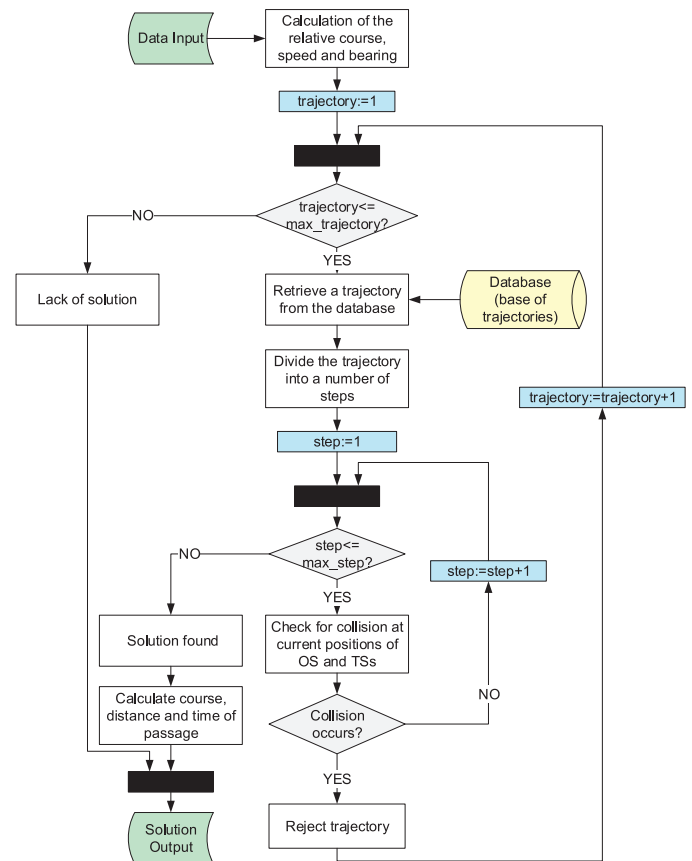 Data Input
Calculation of the
relative course,
speed and bearing
trajectory:=1
trajectory<=
max_trajectory?
NO
YES
Lack of solution
Retrieve a trajectory
from the database
Database
(base of
trajectories)
Divide the trajectory
into a number of
steps
trajectory:=trajectory+1
step:=1
step<=
max_step?
NO
YES
step:=step+1
Solution found
Check for collision at
current positions of
OS and TSs
Calculate course,
distance and time of
passage
Collision
occurs?
NO
YES
Solution
Output
Reject trajectory